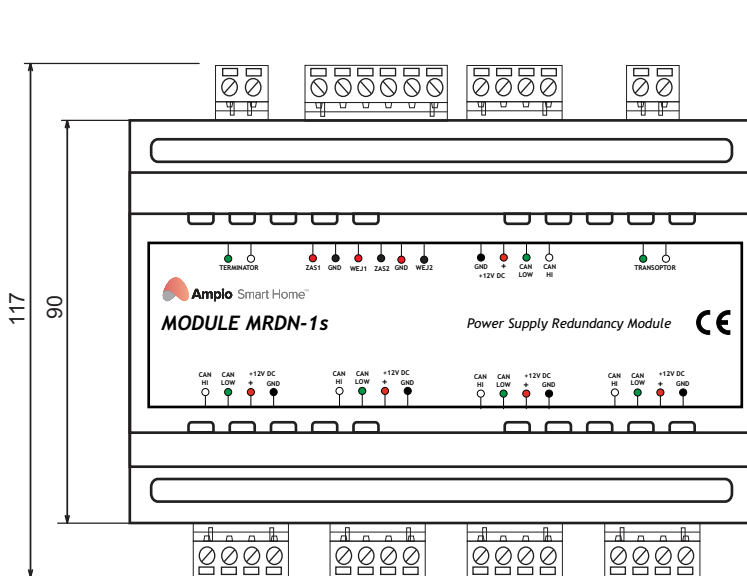 117
90
TERMINATOR
ZAS1 GND WEJ1 ZAS2 GND WEJ2
GND + CAN LOW CAN HI
+12V DC
TRANSOPTOR
Ampio Smart Home™
MODULE MRDN-1s
Power Supply Redundancy Module
CE
CAN HI CAN LOW +12V DC + GND
CAN HI CAN LOW +12V DC + GND
CAN HI CAN LOW +12V DC + GND
CAN HI CAN LOW +12V DC + GND